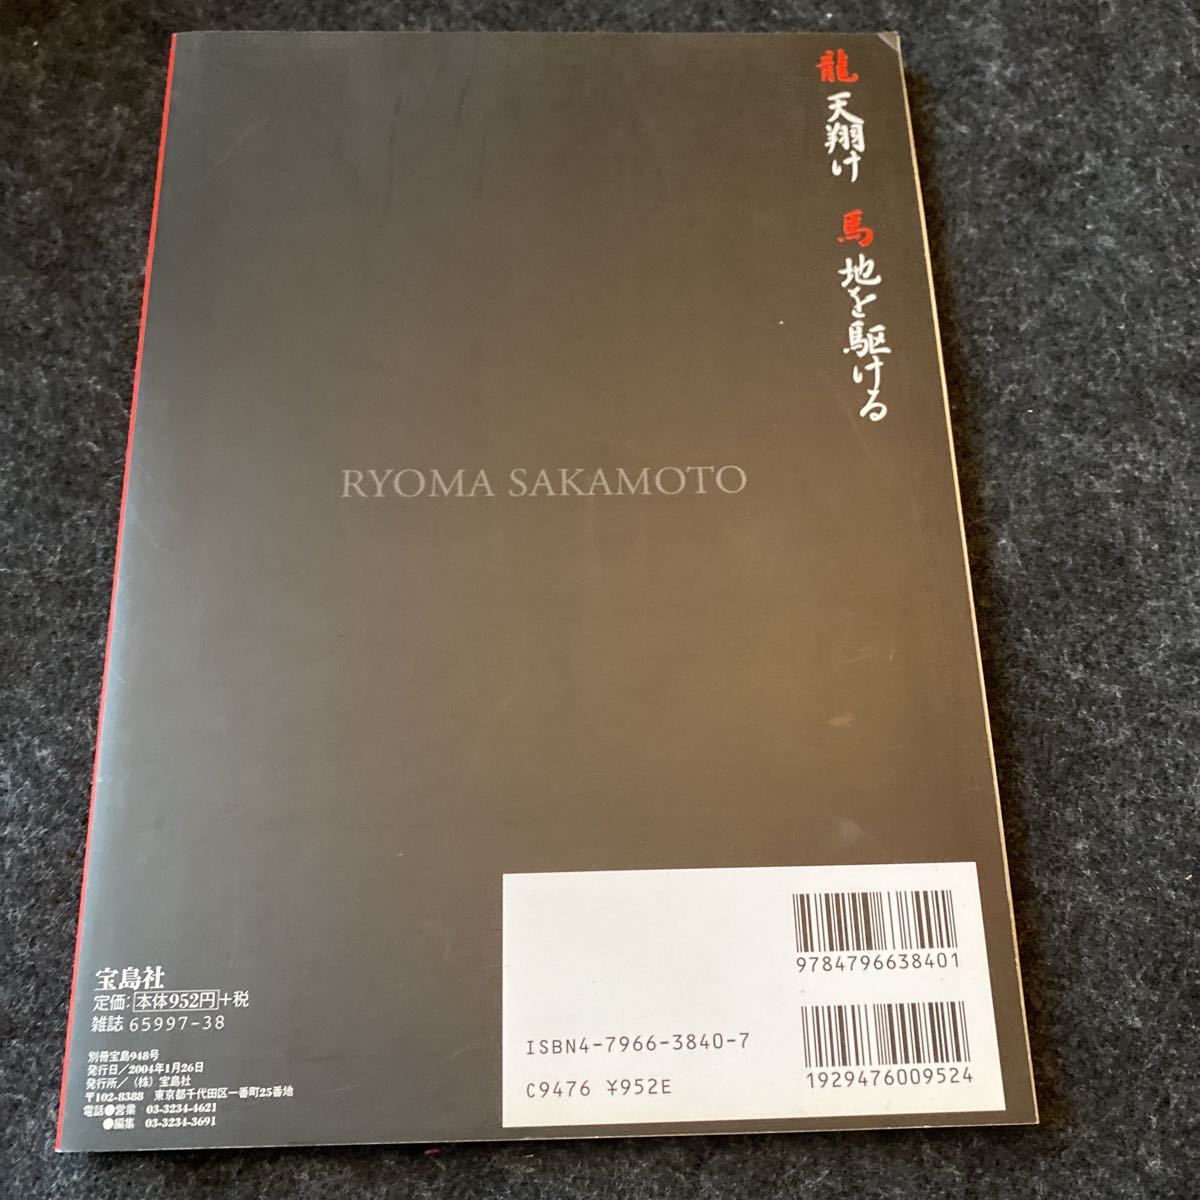 龍 天翔け 馬 地を駆ける
RYOMA SAKAMOTO
宝島社
定価:本体952円+税
雑誌 65997-38
別冊宝島948号
発行日／2004年1月26日
発行所／（株）宝島社
〒102-8388 東京都千代田区一番町25番地
電話●営業 03-3234-4621
●編集 03-3234-3691
9784796638401
ISBN4-7966-3840-7
C9476 ¥952E
1929476009524